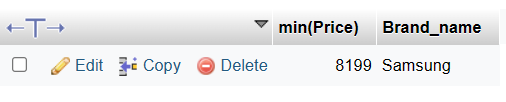 min(Price) Brand_name
Edit Copy Delete 8199 Samsung